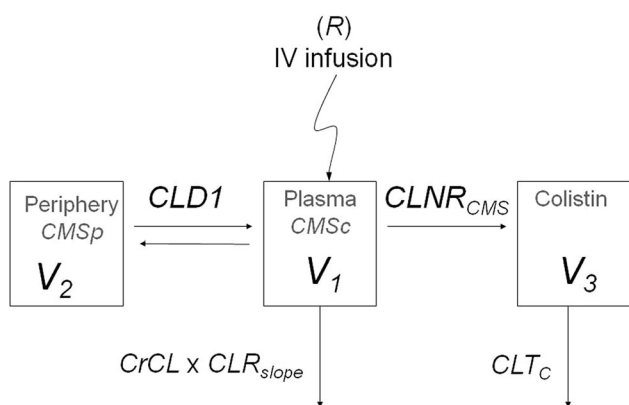 (R)
IV infusion
Periphery
CMSp
V2
CLD1
Plasma
CMSc
V1
CLNRCMS
Colistin
V3
CrCL x CLRslope
CLTC